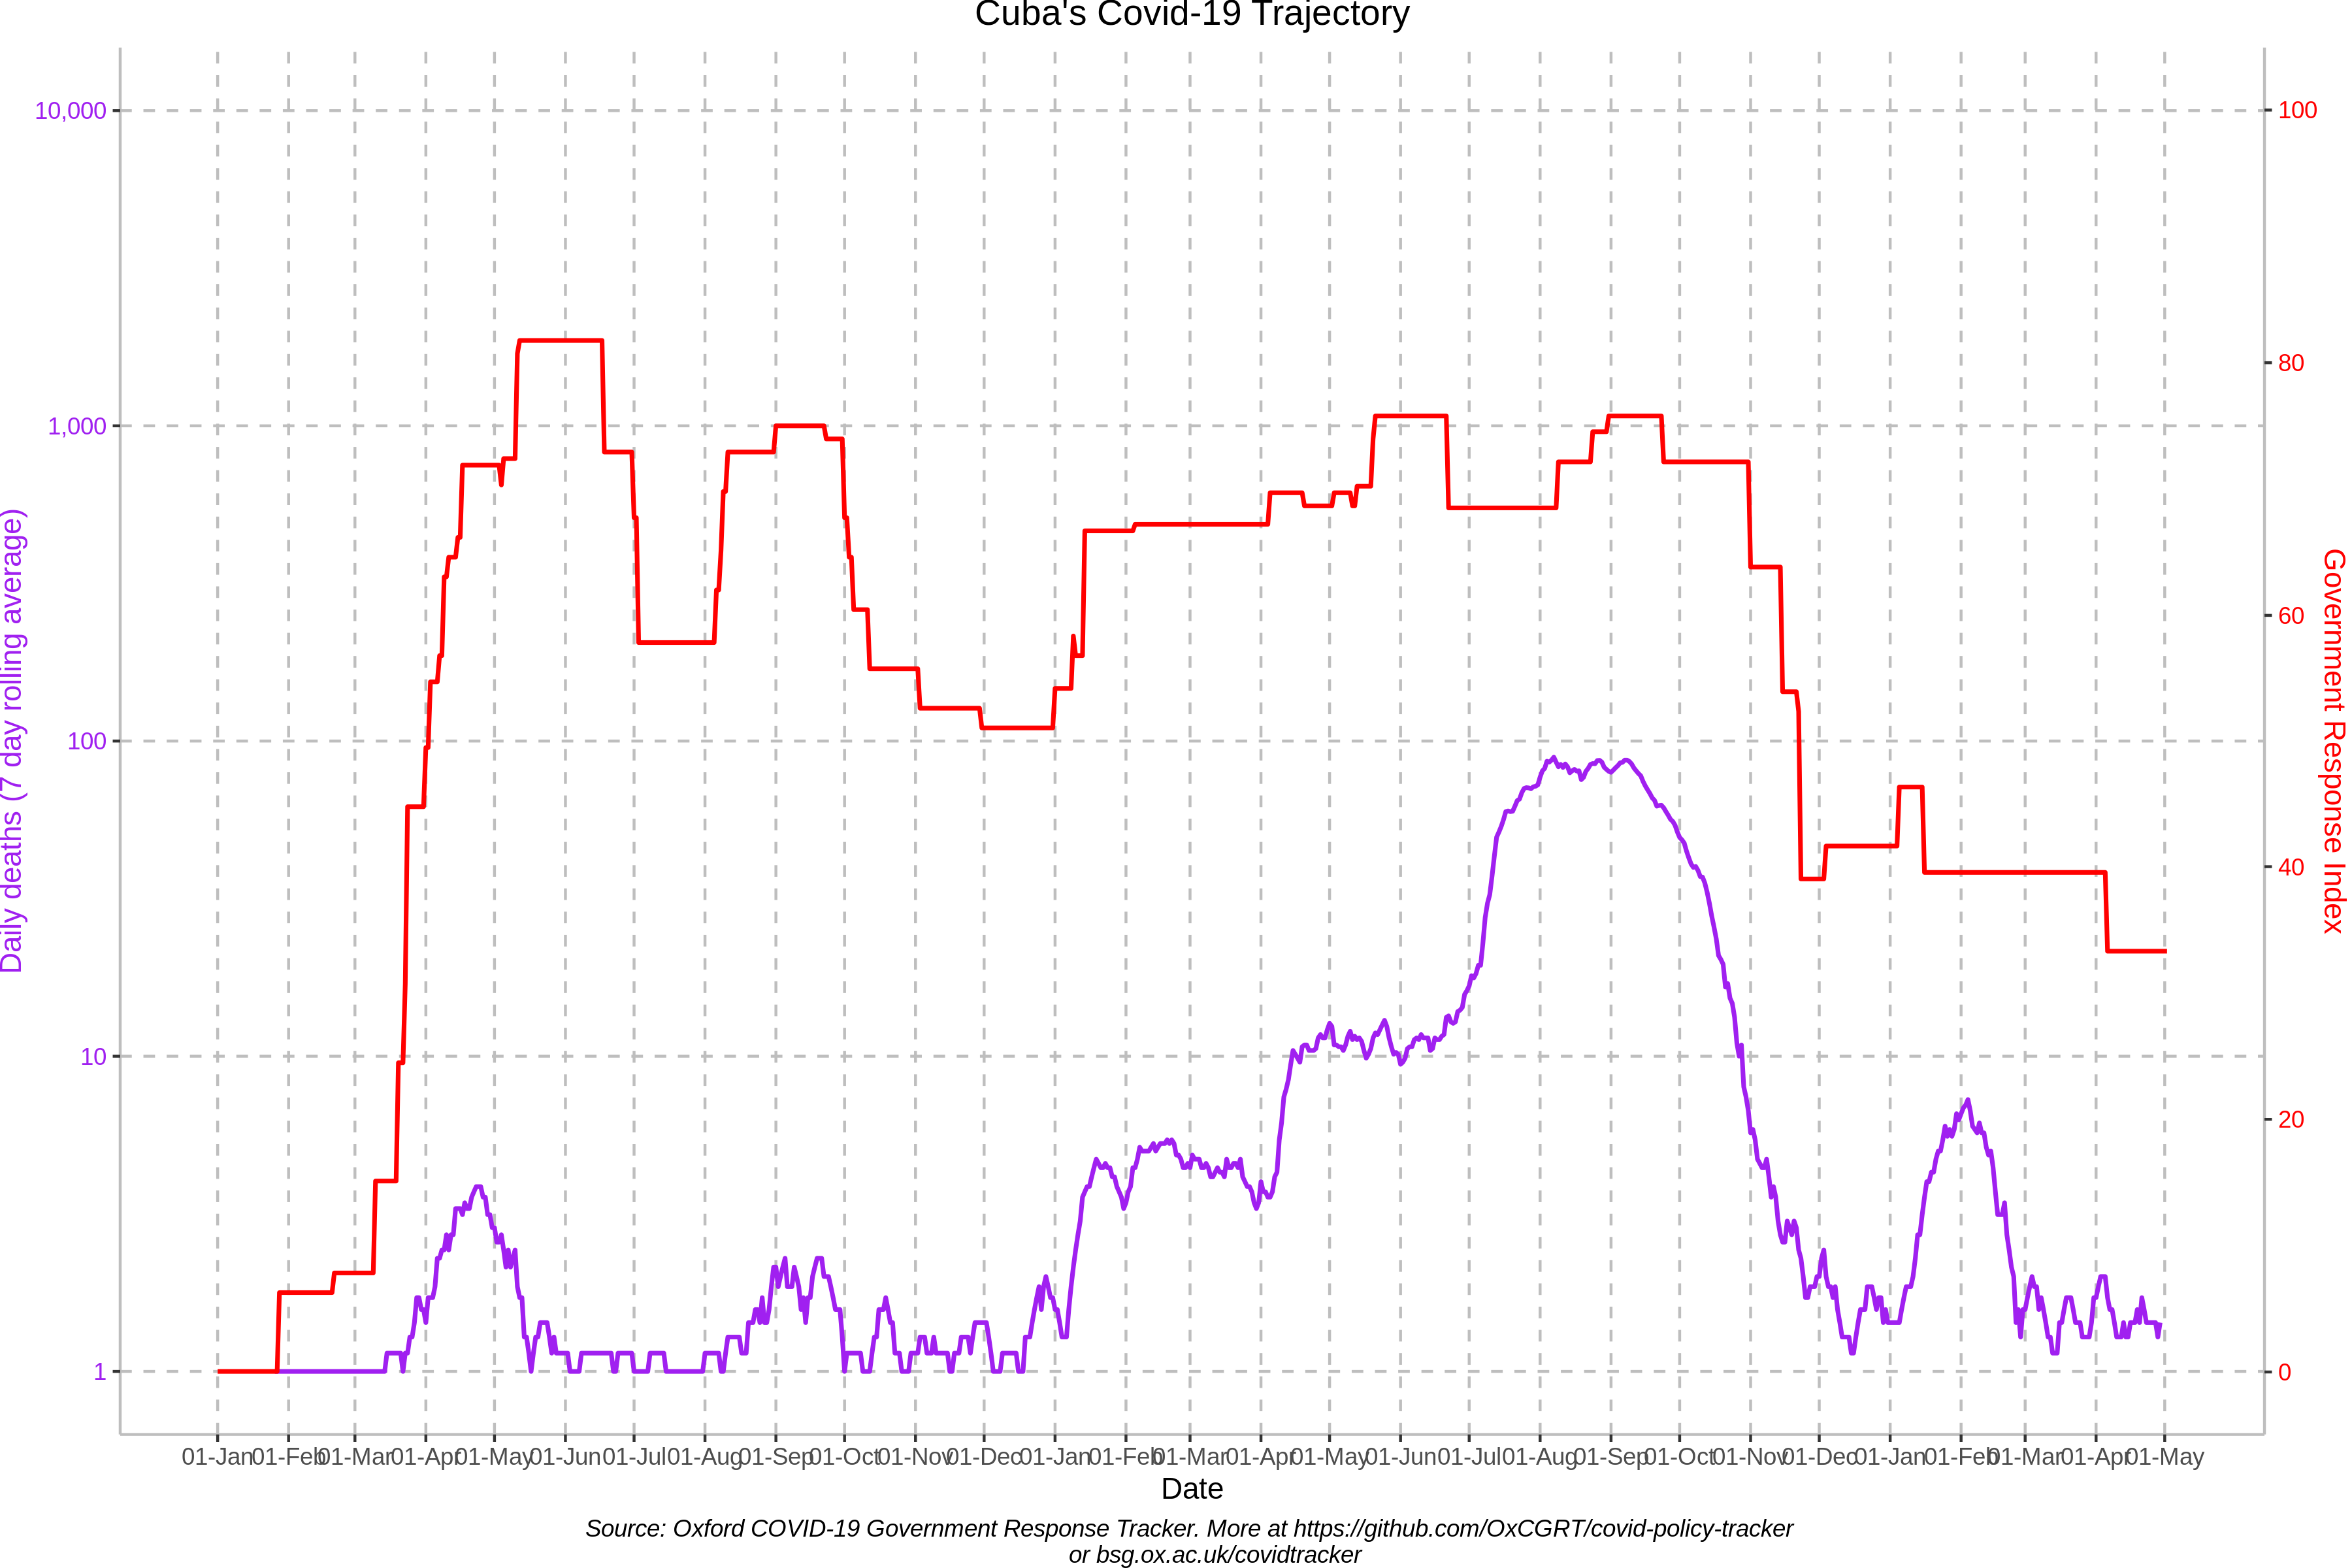 Cuba's Covid-19 Trajectory
10,000
1,000
100
10
1
Daily deaths (7 day rolling average)
100
80
60
40
20
0
Government Response Index
01-Jan 01-Feb 01-Mar 01-Apr 01-May 01-Jun 01-Jul 01-Aug 01-Sep 01-Oct 01-Nov 01-Dec 01-Jan 01-Feb 01-Mar 01-Apr 01-May 01-Jun 01-Jul 01-Aug 01-Sep 01-Oct 01-Nov 01-Dec 01-Jan 01-Feb 01-Mar 01-Apr 01-May
Date
Source: Oxford COVID-19 Government Response Tracker. More at https://github.com/OxCGRT/covid-policy-tracker
or bsg.ox.ac.uk/covidtracker